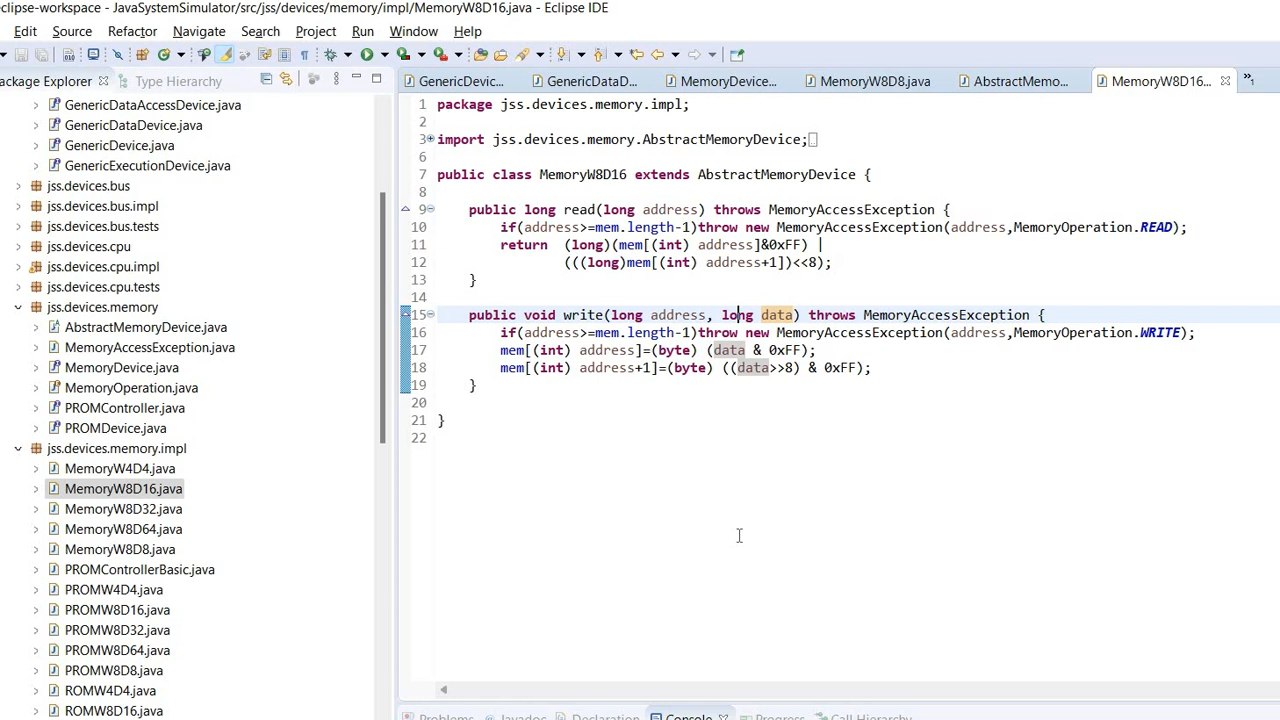 eclipse-workspace - JavaSystemSimulator/src/jss/devices/memory/impl/MemoryW8D16.java - Eclipse IDE
Edit Source Refactor Navigate Search Project Run Window Help
Package Explorer Type Hierarchy
GenericDevic... GenericDataD... MemoryDevice... MemoryW8D8.java AbstractMemo... MemoryW8D16... »1
GenericDataAccessDevice.java
GenericDataDevice.java
GenericDevice.java
GenericExecutionDevice.java
jss.devices.bus
jss.devices.bus.impl
jss.devices.bus.tests
jss.devices.cpu
jss.devices.cpu.impl
jss.devices.cpu.tests
jss.devices.memory
AbstractMemoryDevice.java
MemoryAccessException.java
MemoryDevice.java
MemoryOperation.java
PROMController.java
PROMDevice.java
jss.devices.memory.impl
MemoryW4D4.java
MemoryW8D16.java
MemoryW8D32.java
MemoryW8D64.java
MemoryW8D8.java
PROMControllerBasic.java
PROMW4D4.java
PROMW8D16.java
PROMW8D32.java
PROMW8D64.java
PROMW8D8.java
ROMW4D4.java
ROMW8D16.java
1 package jss.devices.memory.impl;
2
3 import jss.devices.memory.AbstractMemoryDevice;
6
7 public class MemoryW8D16 extends AbstractMemoryDevice {
8
9 public long read(long address) throws MemoryAccessException {
10 if(address>=mem.length-1)throw new MemoryAccessException(address,MemoryOperation.READ);
11 return (long)(mem[(int) address]&0xFF) |
12 (((long)mem[(int) address+1])<<8);
13 }
14
15 public void write(long address, long data) throws MemoryAccessException {
16 if(address>=mem.length-1)throw new MemoryAccessException(address,MemoryOperation.WRITE);
17 mem[(int) address]=(byte) (data & 0xFF);
18 mem[(int) address+1]=(byte) ((data>>8) & 0xFF);
19 }
20
21 }
22
Problems Javadoc Declaration Console Progress Call Hierarchy